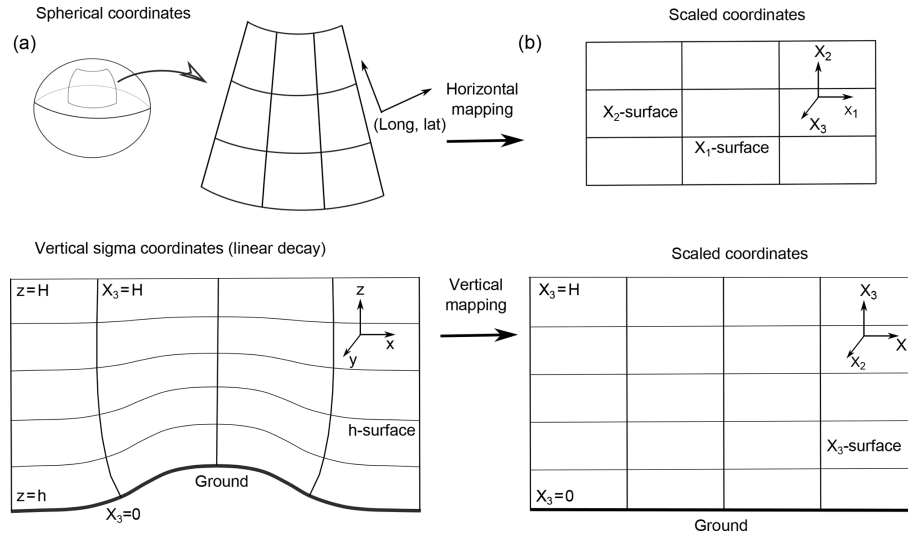 Spherical coordinates
(a)
(Long, lat)
Horizontal
mapping
Scaled coordinates
(b)
X₂
x₁
X₃
X₂-surface
X₁-surface
Vertical sigma coordinates (linear decay)
z=H
X₃=H
z
x
y
h-surface
Ground
z=h
X₃=0
Vertical
mapping
Scaled coordinates
X₃=H
X₃
X
X₂
X₃-surface
X₃=0
Ground